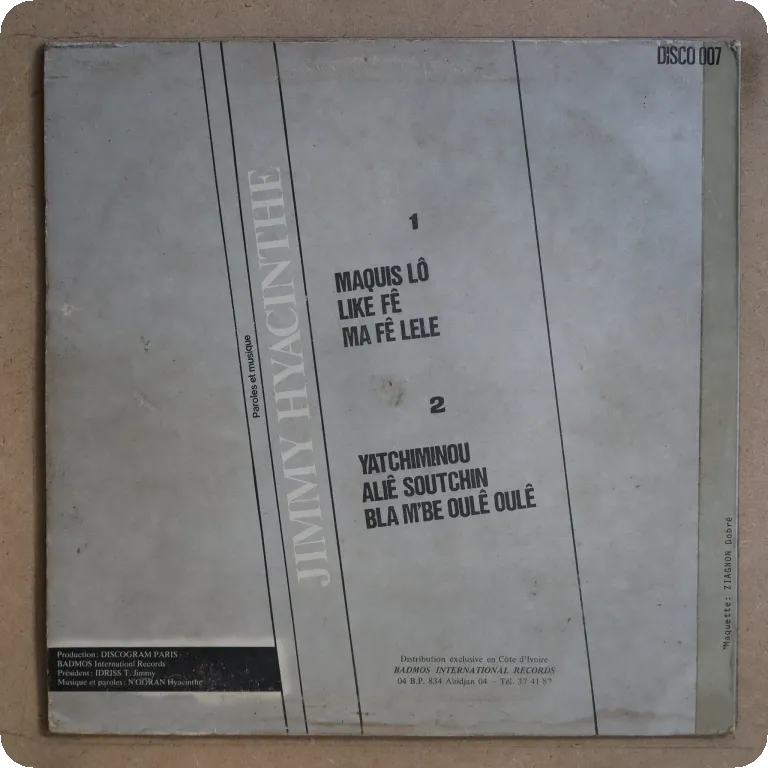 DISCO 007
JIMMY HYACINTHE
Paroles et musique
1
MAQUIS LÔ
LIKE FÊ
MA FÊ LELE
2
YATCHIMINOU
ALIÊ SOUTCHIN
BLA M'BE OULÊ OULÊ
Production : DISCOGRAM PARIS
BADMOS Internationl Records
Président : IDRISS T. Jimmy
Musique et paroles : N'GORAN Hyacinthe
Distribution exclusive en Côte d'Ivoire
BADMOS INTERNATIONAL RECORDS
04 B.P. 834 Abidjan 04 - Tél. 37 41
Maquette: ZIAGNON Dobré